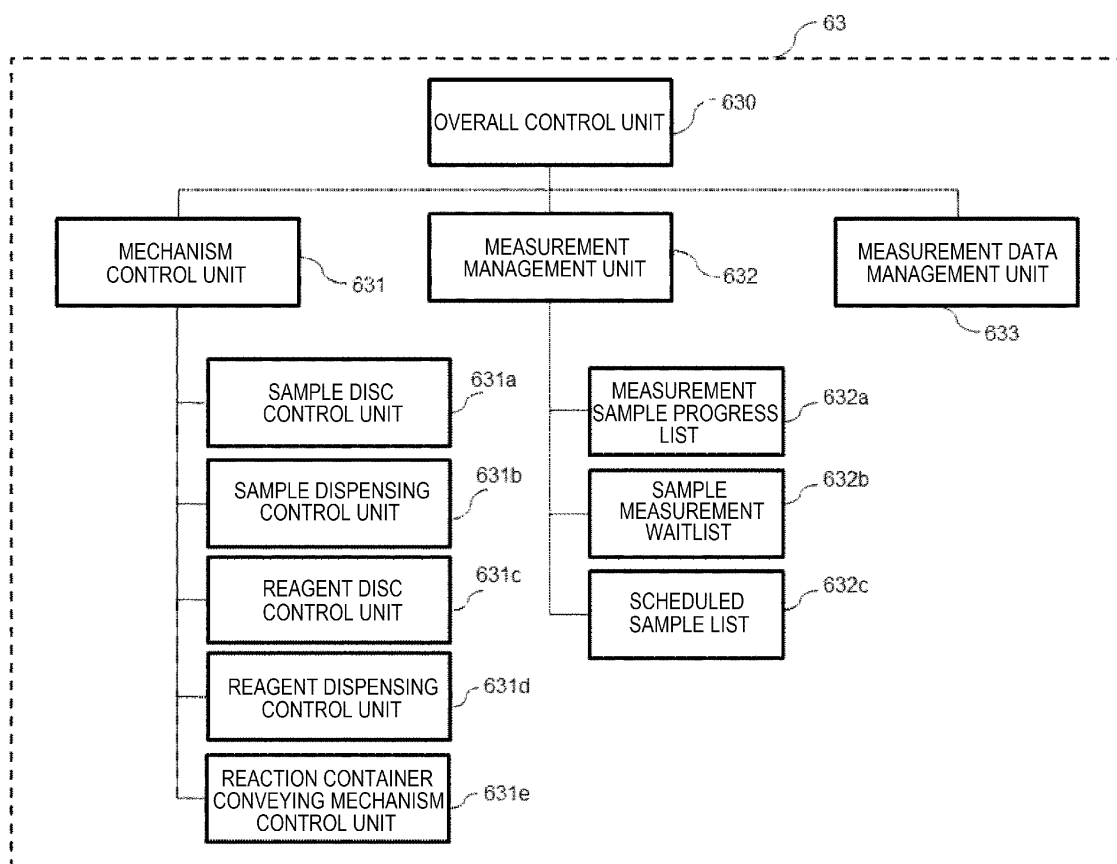 63
OVERALL CONTROL UNIT
630
MECHANISM
CONTROL UNIT
631
MEASUREMENT
MANAGEMENT UNIT
632
MEASUREMENT DATA
MANAGEMENT UNIT
633
SAMPLE DISC
CONTROL UNIT
631a
SAMPLE DISPENSING
CONTROL UNIT
631b
REAGENT DISC
CONTROL UNIT
631c
REAGENT DISPENSING
CONTROL UNIT
631d
REACTION CONTAINER
CONVEYING MECHANISM
CONTROL UNIT
631e
MEASUREMENT
SAMPLE PROGRESS
LIST
632a
SAMPLE
MEASUREMENT
WAITLIST
632b
SCHEDULED
SAMPLE LIST
632c